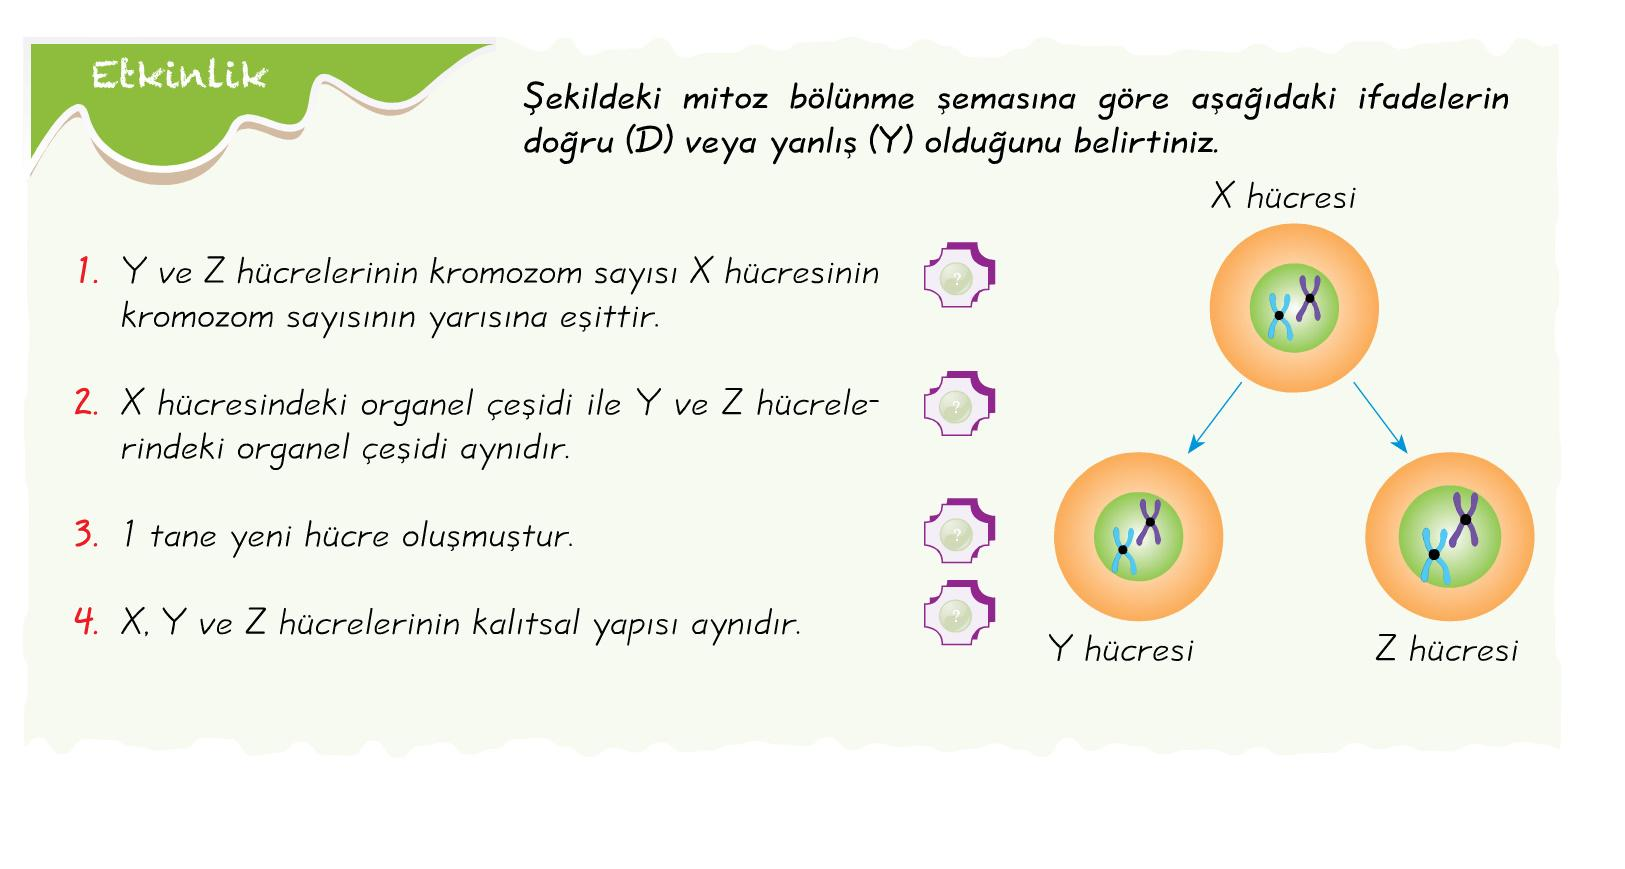 Etkinlik
Şekildeki mitoz bölünme şemasına göre aşağıdaki ifadelerin
doğru (D) veya yanlış (Y) olduğunu belirtiniz.
X hücresi
1. Y ve Z hücrelerinin kromozom sayısı X hücresinin
kromozom sayısının yarısına eşittir.
?
2. X hücresindeki organel çeşidi ile Y ve Z hücrele-
rindeki organel çeşidi aynıdır.
?
3. 1 tane yeni hücre oluşmuştur.
?
4. X, Y ve Z hücrelerinin kalıtsal yapısı aynıdır.
?
Y hücresi
Z hücresi